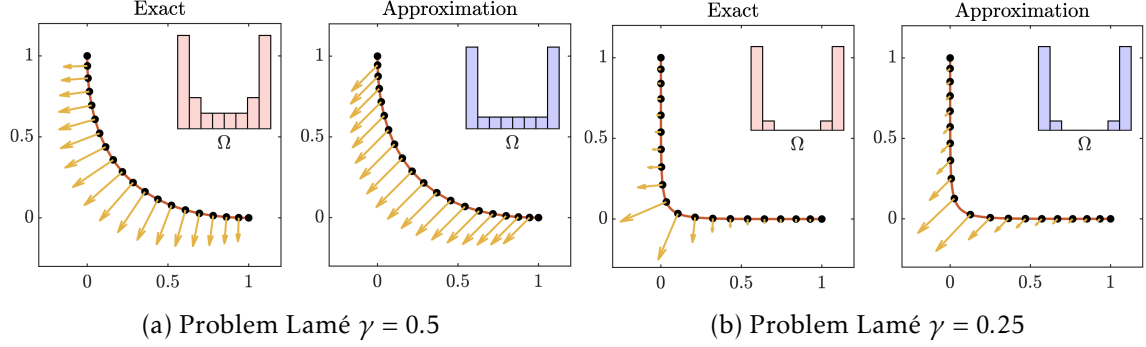 Exact
Approximation
Exact
Approximation
1
0.5
0
Ω
Ω
1
0.5
0
Ω
Ω
0
0.5
1
0
0.5
1
0
0.5
1
0
0.5
1
(a) Problem Lamé γ = 0.5
(b) Problem Lamé γ = 0.25